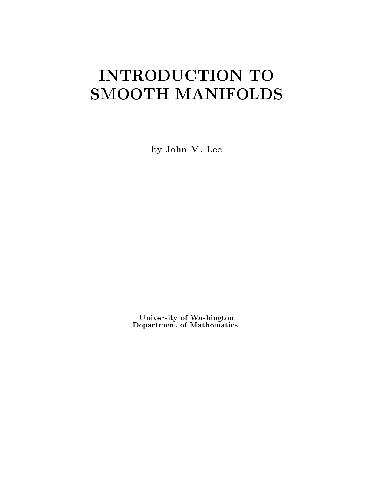 INTRODUCTION TO
SMOOTH MANIFOLDS
by John M. Lee
University of Washington
Department of Mathematics